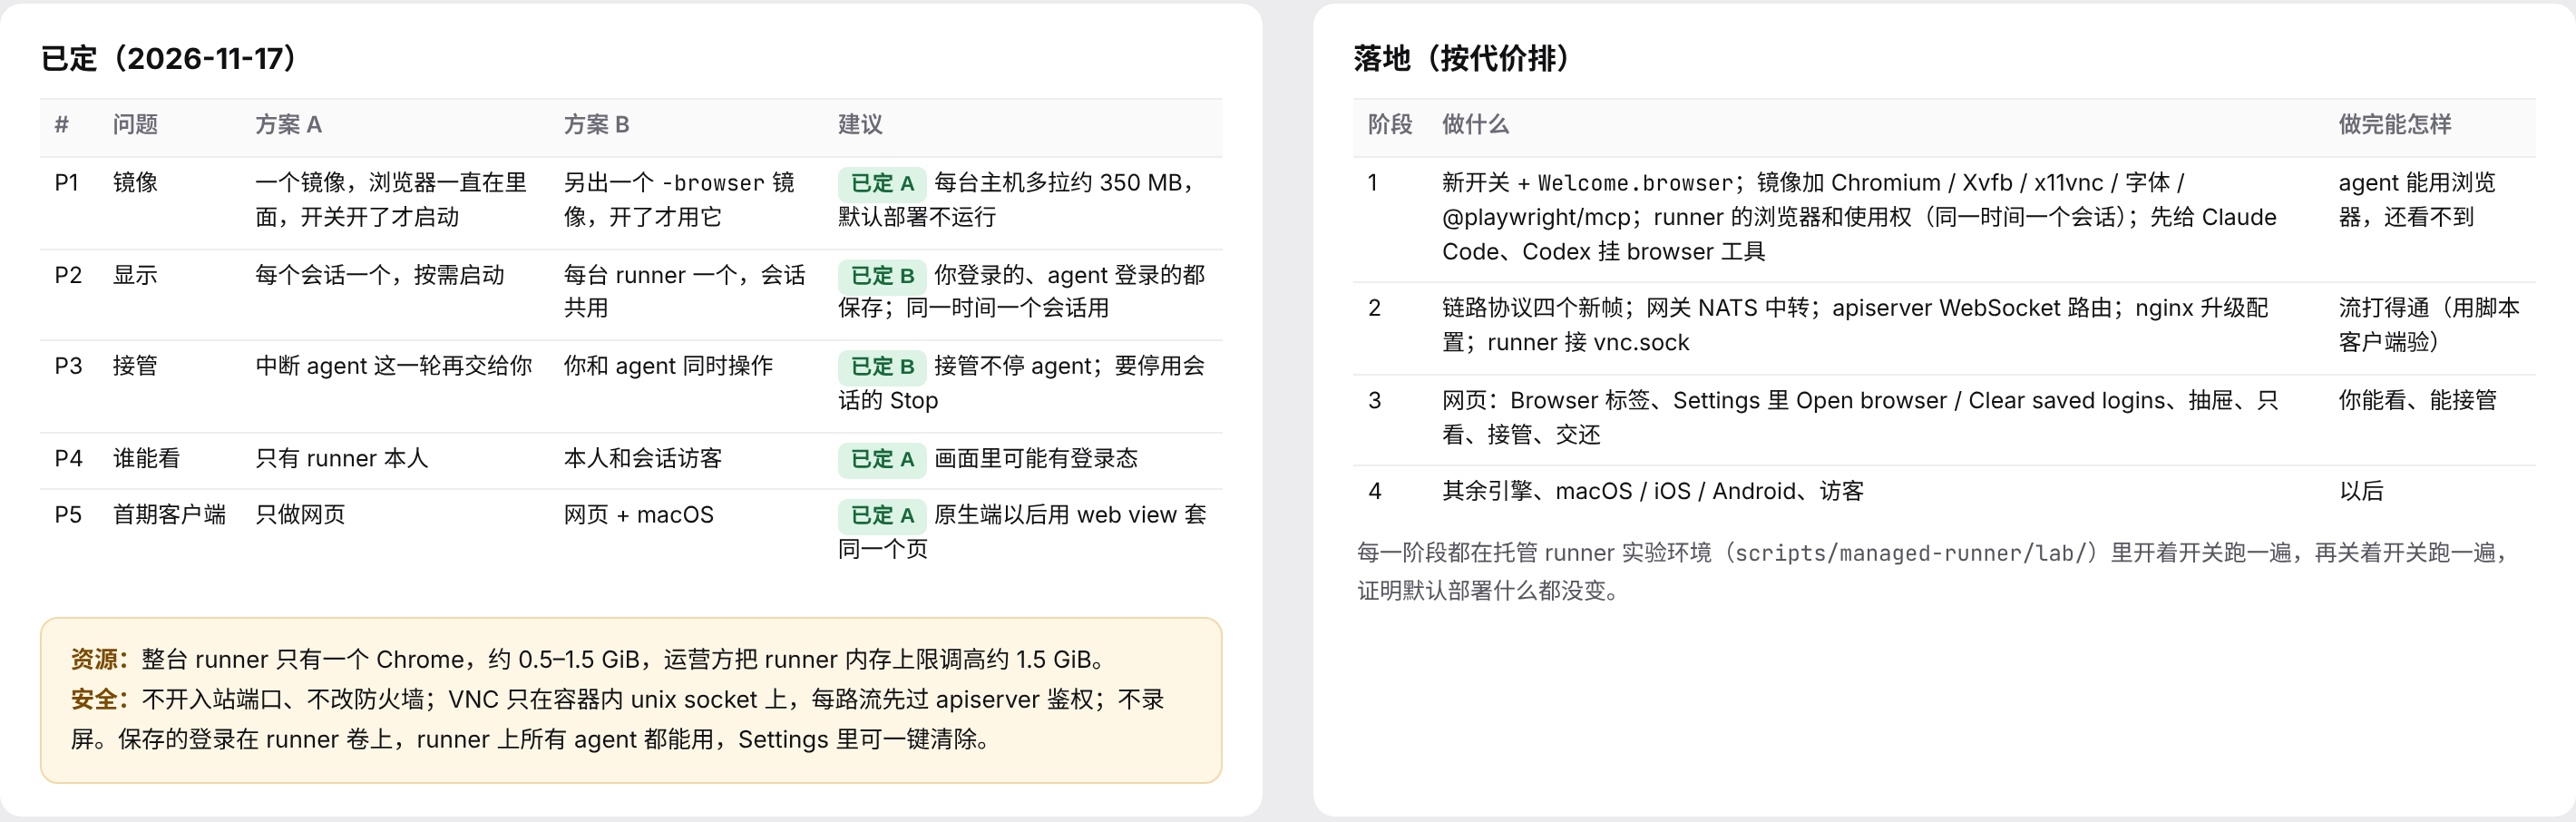 已定（2026-11-17）
# 问题 方案 A 方案 B 建议
P1 镜像 一个镜像，浏览器一直在里 另出一个 -browser 镜 已定 A 每台主机多拉约 350 MB，
面，开关开了才启动 像，开了才用它 默认部署不运行
P2 显示 每个会话一个，按需启动 每台 runner 一个，会话 已定 B 你登录的、agent 登录的都
共用 保存；同一时间一个会话用
P3 接管 中断 agent 这一轮再交给你 你和 agent 同时操作 已定 B 接管不停 agent；要停用会
话的 Stop
P4 谁能看 只有 runner 本人 本人和会话访客 已定 A 画面里可能有登录态
P5 首期客户端 只做网页 网页 + macOS 已定 A 原生端以后用 web view 套
同一个页
资源：整台 runner 只有一个 Chrome，约 0.5–1.5 GiB，运营方把 runner 内存上限调高约 1.5 GiB。
安全：不开入站端口、不改防火墙；VNC 只在容器内 unix socket 上，每路流先过 apiserver 鉴权；不录
屏。保存的登录在 runner 卷上，runner 上所有 agent 都能用，Settings 里可一键清除。
落地（按代价排）
阶段 做什么 做完能怎样
1 新开关 + Welcome.browser；镜像加 Chromium / Xvfb / x11vnc / 字体 / agent 能用浏览
@playwright/mcp；runner 的浏览器和使用权（同一时间一个会话）；先给 Claude 器，还看不到
Code、Codex 挂 browser 工具
2 链路协议四个新帧；网关 NATS 中转；apiserver WebSocket 路由；nginx 升级配 流打得通（用脚本
置；runner 接 vnc.sock 客户端验）
3 网页：Browser 标签、Settings 里 Open browser / Clear saved logins、抽屉、只 你能看、能接管
看、接管、交还
4 其余引擎、macOS / iOS / Android、访客 以后
每一阶段都在托管 runner 实验环境（scripts/managed-runner/lab/）里开着开关跑一遍，再关着开关跑一遍，
证明默认部署什么都没变。